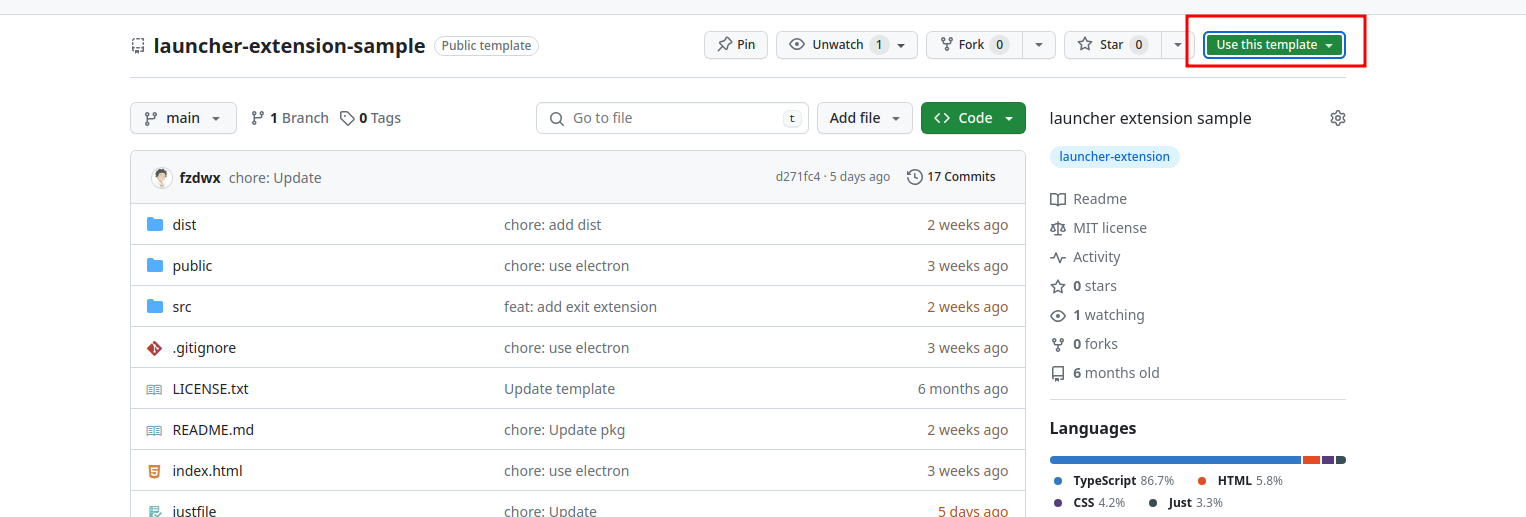 launcher-extension-sample Public template Pin Unwatch 1 Fork 0 Star 0 Use this template
main 1 Branch 0 Tags Go to file t Add file Code
fzdwx chore: Update d271fc4 · 5 days ago 17 Commits
dist chore: add dist 2 weeks ago
public chore: use electron 3 weeks ago
src feat: add exit extension 2 weeks ago
.gitignore chore: use electron 3 weeks ago
LICENSE.txt Update template 6 months ago
README.md chore: Update pkg 2 weeks ago
index.html chore: use electron 3 weeks ago
justfile chore: Update 5 days ago
launcher extension sample
launcher-extension
Readme
MIT license
Activity
0 stars
1 watching
0 forks
6 months old
Languages
TypeScript 86.7% HTML 5.8%
CSS 4.2% Just 3.3%